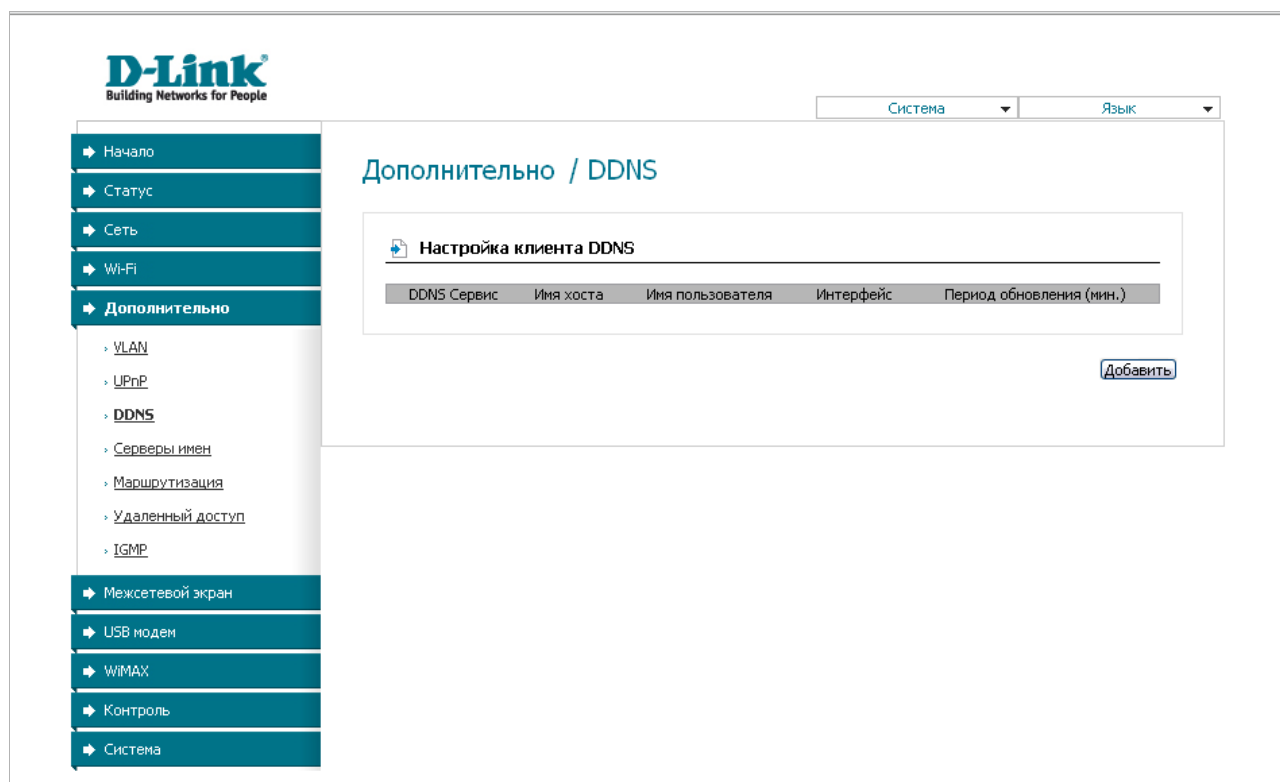 D-Link
Building Networks for People
Система Язык
Начало
Статус
Сеть
Wi-Fi
Дополнительно
VLAN
UPnP
DDNS
Серверы имен
Маршрутизация
Удаленный доступ
IGMP
Межсетевой экран
USB модем
WiMAX
Контроль
Система
Дополнительно / DDNS
Настройка клиента DDNS
DDNS Сервис Имя хоста Имя пользователя Интерфейс Период обновления (мин.)
Добавить